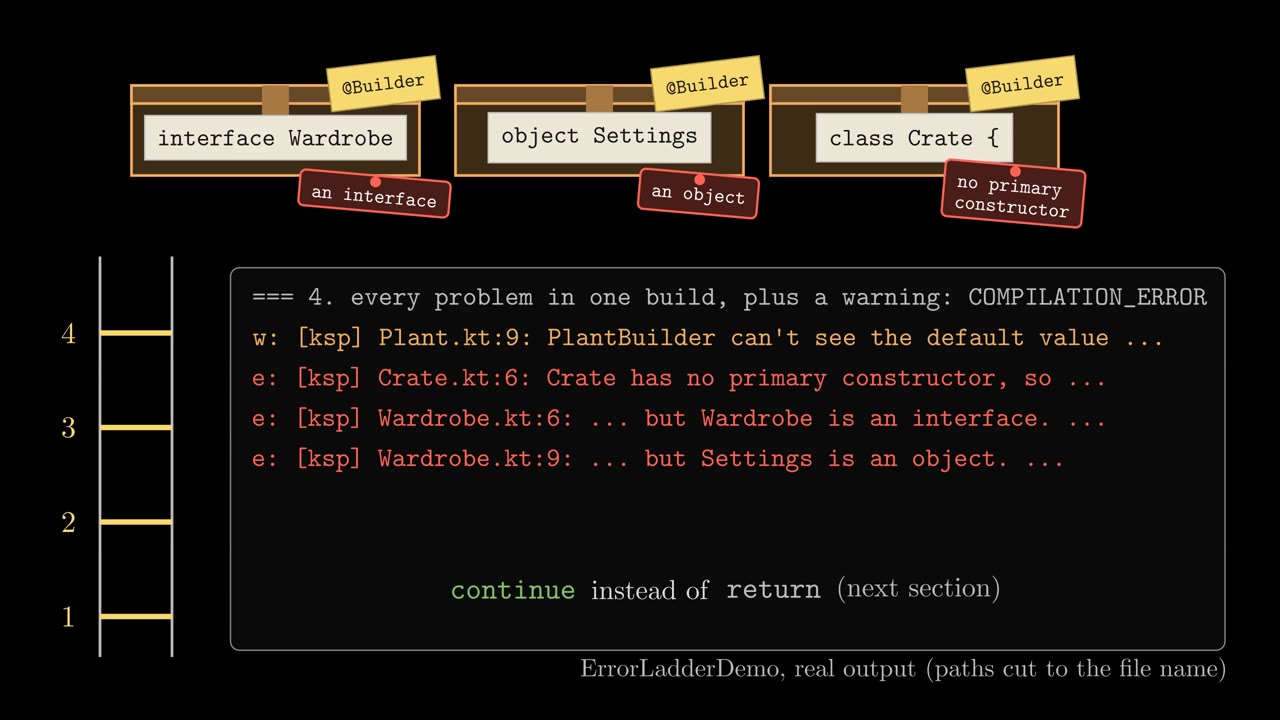 @Builder
interface Wardrobe
an interface
@Builder
object Settings
an object
@Builder
class Crate {
no primary
constructor
4
3
2
1
=== 4. every problem in one build, plus a warning: COMPILATION_ERROR
w: [ksp] Plant.kt:9: PlantBuilder can't see the default value ...
e: [ksp] Crate.kt:6: Crate has no primary constructor, so ...
e: [ksp] Wardrobe.kt:6: ... but Wardrobe is an interface. ...
e: [ksp] Wardrobe.kt:9: ... but Settings is an object. ...
continue instead of return (next section)
ErrorLadderDemo, real output (paths cut to the file name)